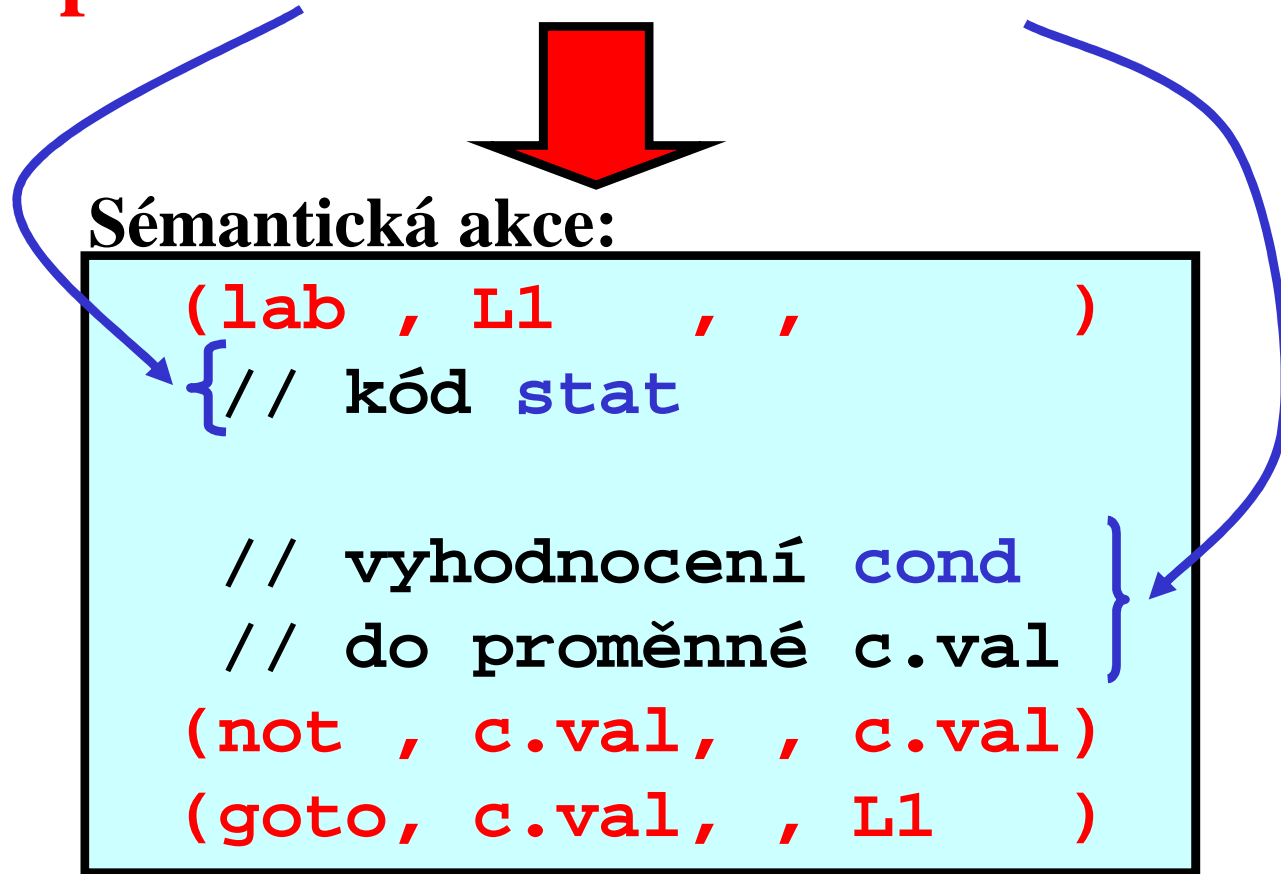 Sémantická akce:
(lab , L1 , , )
// kód stat
// vyhodnocení cond
// do proměnné c.val
(not , c.val, , c.val)
(goto, c.val, , L1 )